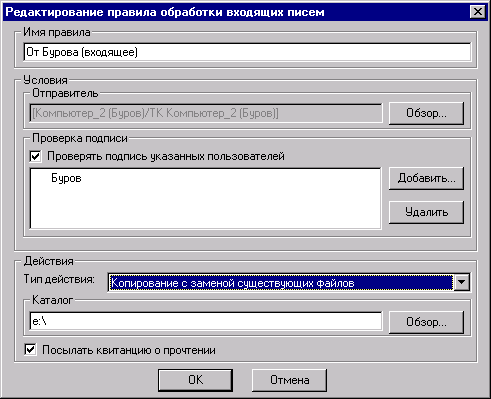 Редактирование правила обработки входящих писем
Имя правила
От Бурова (входящее)
Условия
Отправитель
[Компьютер_2 (Буров)/ТК Компьютер_2 (Буров)]
Обзор...
Проверка подписи
Проверять подпись указанных пользователей
Буров
Добавить...
Удалить
Действия
Тип действия:
Копирование с заменой существующих файлов
Каталог
e:\
Обзор...
Посылать квитанцию о прочтении
OK
Отмена